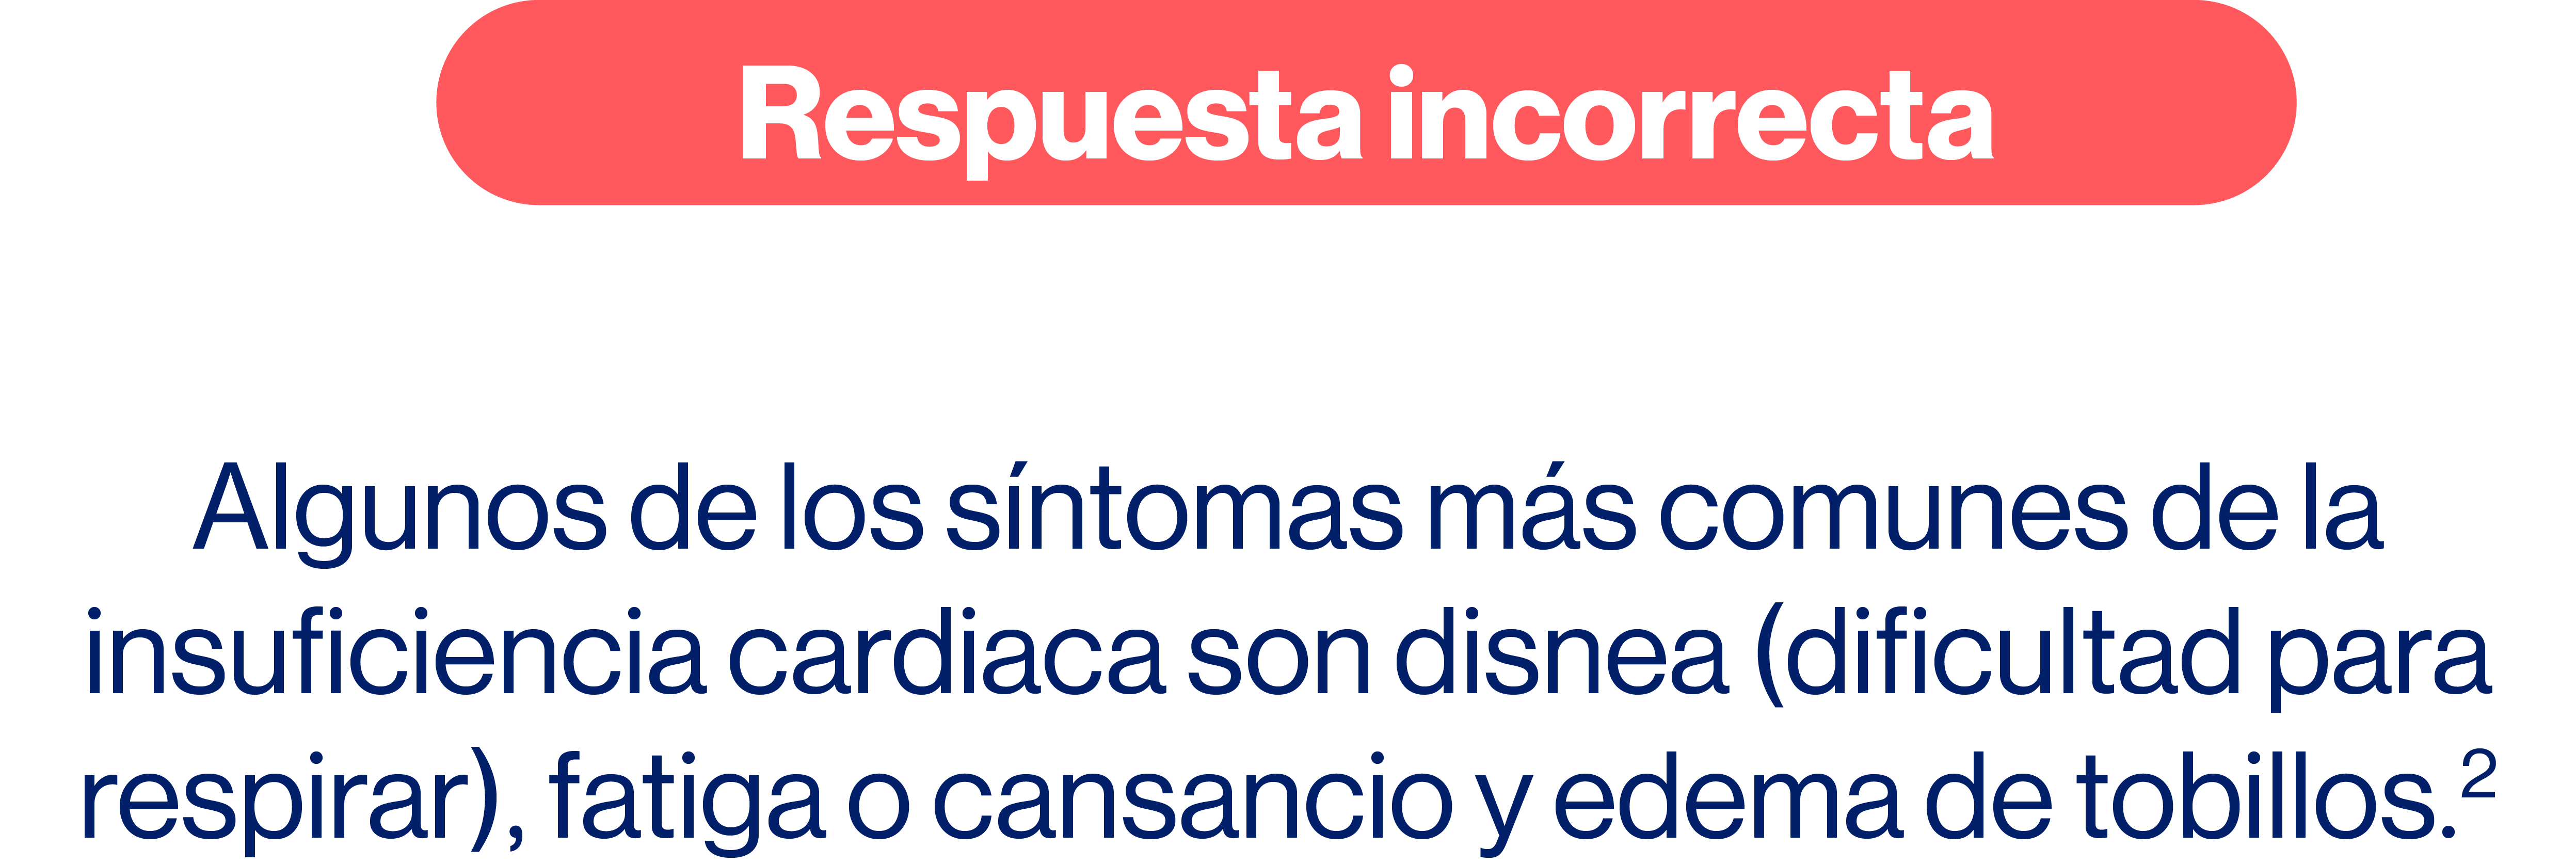 Respuesta incorrecta
Algunos de los síntomas más comunes de la
insuficiencia cardiaca son disnea (dificultad para
respirar), fatiga o cansancio y edema de tobillos.²